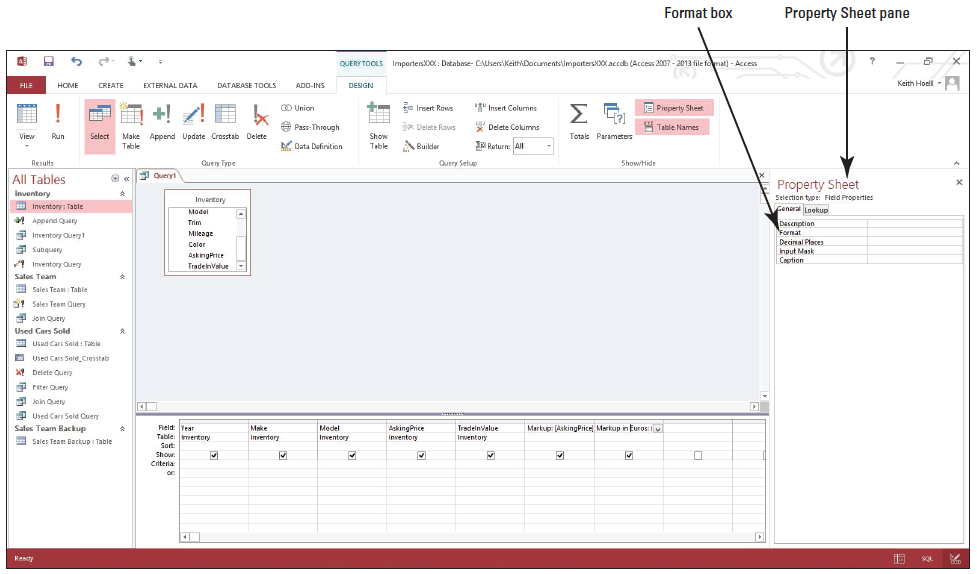 Format box Property Sheet pane
QUERY TOOLS ImportersXXX : Database- C:\Users\Keith\Documents\ImportersXXX.accdb (Access 2007 - 2013 file format) - Access ?
FILE HOME CREATE EXTERNAL DATA DATABASE TOOLS ADD-INS DESIGN Keith Hoell
View Run Select Make Table Append Update Crosstab Delete
Union
Pass-Through
Data Definition
Show Table
Insert Rows
Delete Rows
Builder
Insert Columns
Delete Columns
Return: All
Totals Parameters
Property Sheet
Table Names
Results Query Type Query Setup Show/Hide
All Tables
Inventory
Inventory : Table
Append Query
Inventory Query1
Subquery
Inventory Query
Sales Team
Sales Team : Table
Sales Team Query
Join Query
Used Cars Sold
Used Cars Sold : Table
Used Cars Sold_Crosstab
Delete Query
Filter Query
Join Query
Used Cars Sold Query
Sales Team Backup
Sales Team Backup : Table
Query1
Inventory
Model
Trim
Mileage
Color
AskingPrice
TradeInValue
Field: Year Make Model AskingPrice TradeInValue Markup: [AskingPrice] Markup in Euros: (
Table: Inventory Inventory Inventory Inventory Inventory
Sort:
Show:
Criteria:
or:
Property Sheet
Selection type: Field Properties
General Lookup
Description
Format
Decimal Places
Input Mask
Caption
Ready SQL